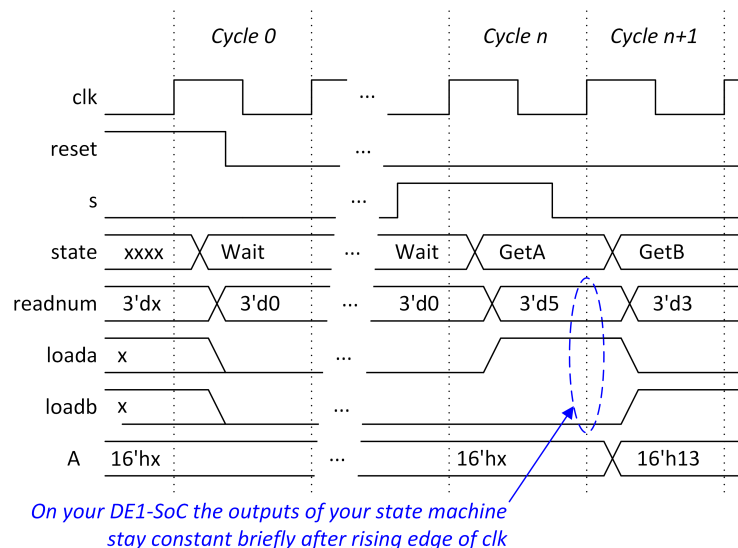 Cycle 0 Cycle n Cycle n+1
clk ...
reset ...
s ...
state xxxx Wait ... Wait GetA GetB
readnum 3'dx 3'd0 ... 3'd0 3'd5 3'd3
loada x ...
loadb x ...
A 16'hx ... 16'hx 16'h13
On your DE1-SoC the outputs of your state machine
stay constant briefly after rising edge of clk